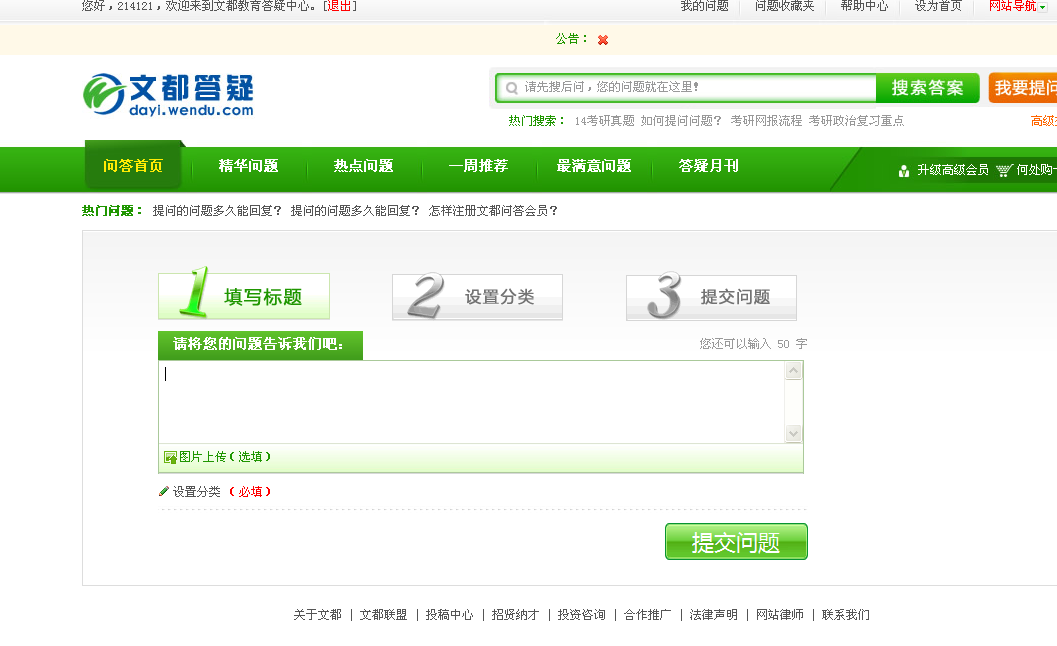 您好，214121，欢迎来到文都教育答疑中心。[退出] 我的问题 问题收藏夹 帮助中心 设为首页 网站导航
公告：
文都答疑 请先搜后问，您的问题就在这里! 搜索答案 我要提问
dayi.wendu.com
热门搜索： 14考研真题 如何提问问题? 考研网报流程 考研政治复习重点 高级
问答首页 精华问题 热点问题 一周推荐 最满意问题 答疑月刊 升级高级会员 何处购
热门问题： 提问的问题多久能回复? 提问的问题多久能回复? 怎样注册文都问答会员?
1 填写标题 2 设置分类 3 提交问题
请将您的问题告诉我们吧： 您还可以输入 50 字
图片上传(选填)
设置分类 (必填)
提交问题
关于文都 | 文都联盟 | 投稿中心 | 招贤纳才 | 投资咨询 | 合作推广 | 法律声明 | 网站律师 | 联系我们